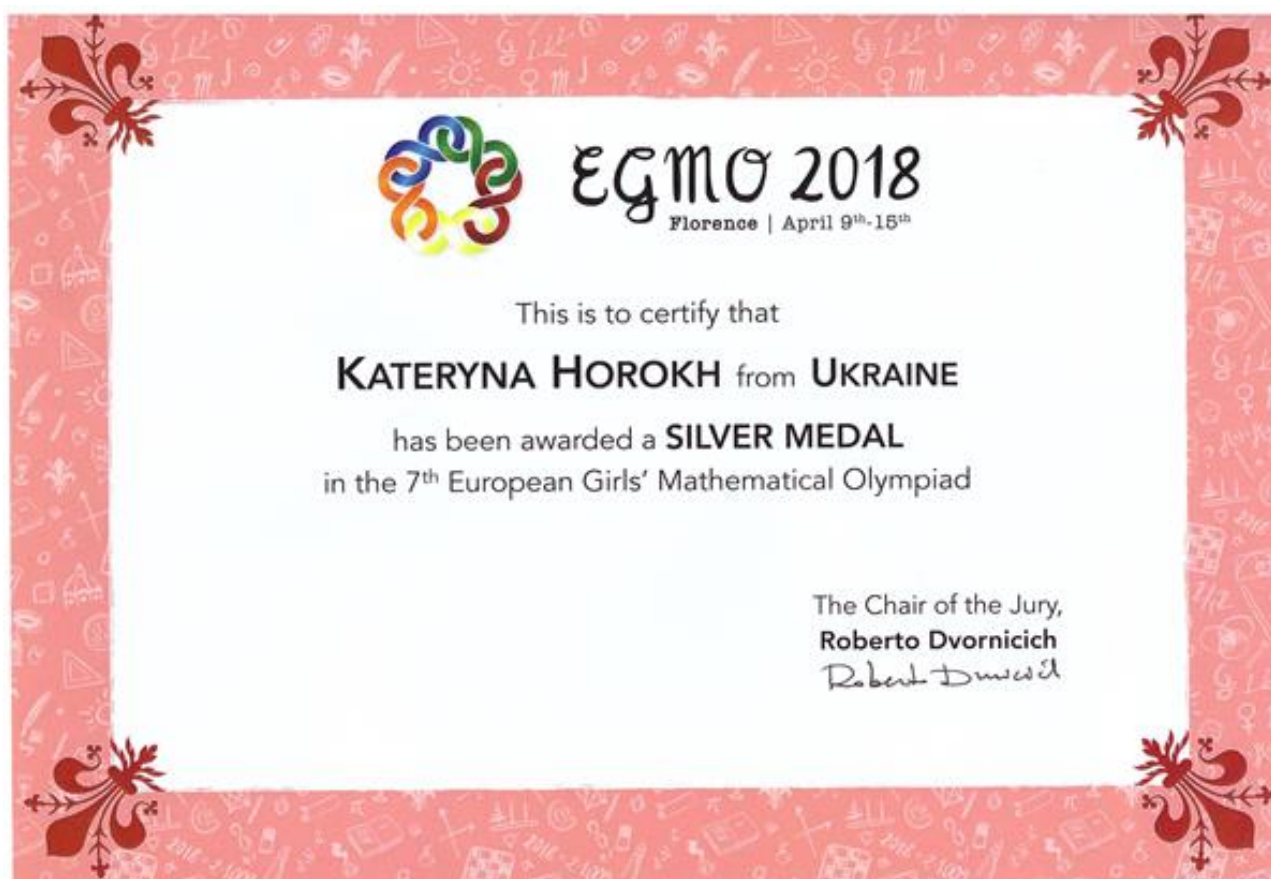 EGMO 2018
Florence | April 9th-15th
This is to certify that
KATERYNA HOROKH from UKRAINE
has been awarded a SILVER MEDAL
in the 7th European Girls' Mathematical Olympiad
The Chair of the Jury,
Roberto Dvornicich